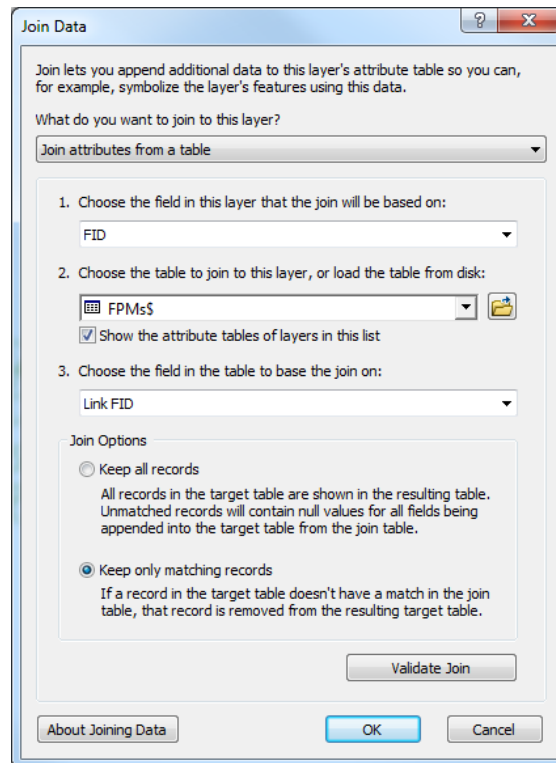 Join Data
Join lets you append additional data to this layer's attribute table so you can,
for example, symbolize the layer's features using this data.
What do you want to join to this layer?
Join attributes from a table
1. Choose the field in this layer that the join will be based on:
FID
2. Choose the table to join to this layer, or load the table from disk:
FPMs$
Show the attribute tables of layers in this list
3. Choose the field in the table to base the join on:
Link FID
Join Options
Keep all records
All records in the target table are shown in the resulting table.
Unmatched records will contain null values for all fields being
appended into the target table from the join table.
Keep only matching records
If a record in the target table doesn't have a match in the join
table, that record is removed from the resulting target table.
Validate Join
About Joining Data
OK
Cancel